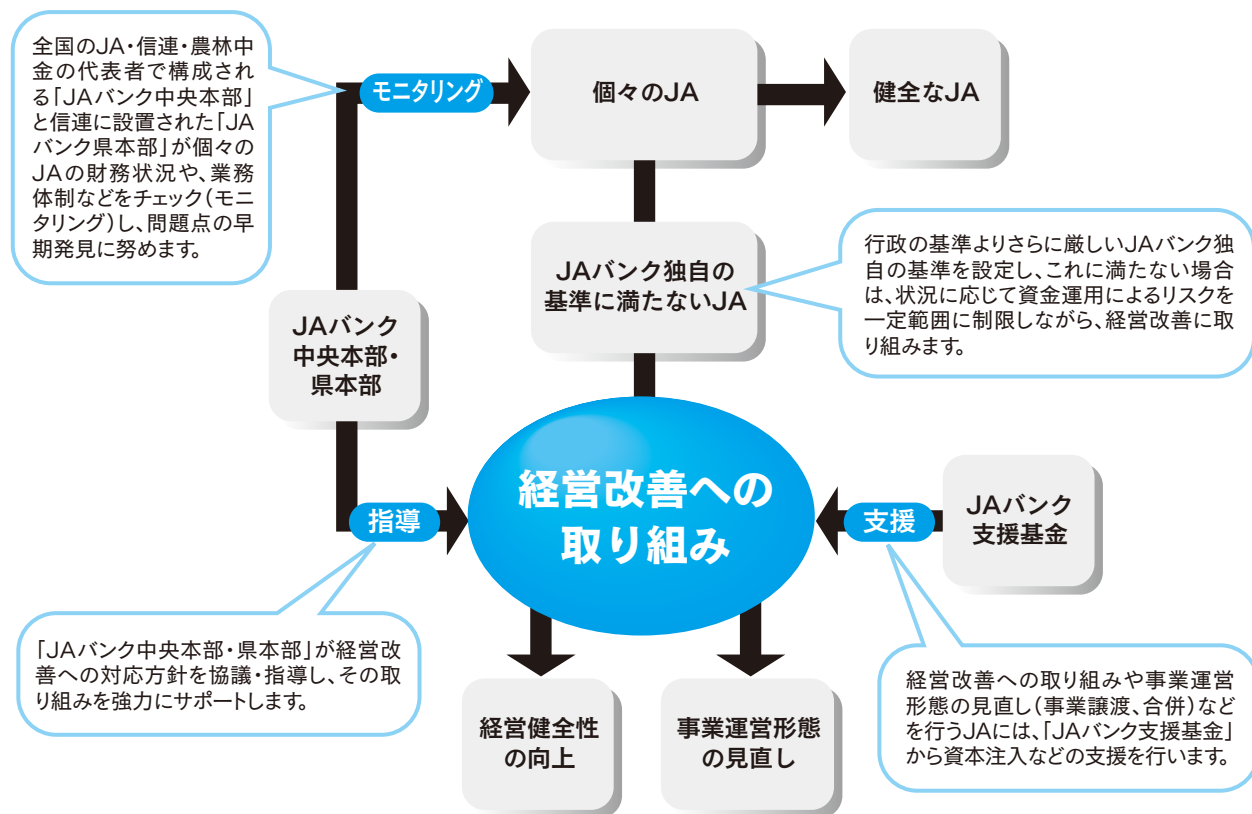 全国のJA・信連・農林中
金の代表者で構成され
る「JAバンク中央本部」
と信連に設置された「JA
バンク県本部」が個々の
JAの財務状況や、業務
体制などをチェック(モニ
タリング)し、問題点の早
期発見に努めます。
モニタリング
個々のJA
健全なJA
JAバンク独自の
基準に満たないJA
行政の基準よりさらに厳しいJAバンク独
自の基準を設定し、これに満たない場合
は、状況に応じて資金運用によるリスクを
一定範囲に制限しながら、経営改善に取
り組みます。
JAバンク
中央本部・
県本部
経営改善への
取り組み
指導
支援
JAバンク
支援基金
「JAバンク中央本部・県本部」が経営改
善への対応方針を協議・指導し、その取
り組みを強力にサポートします。
経営健全性
の向上
事業運営形態
の見直し
経営改善への取り組みや事業運営
形態の見直し(事業譲渡、合併)など
を行うJAには、「JAバンク支援基金」
から資本注入などの支援を行います。